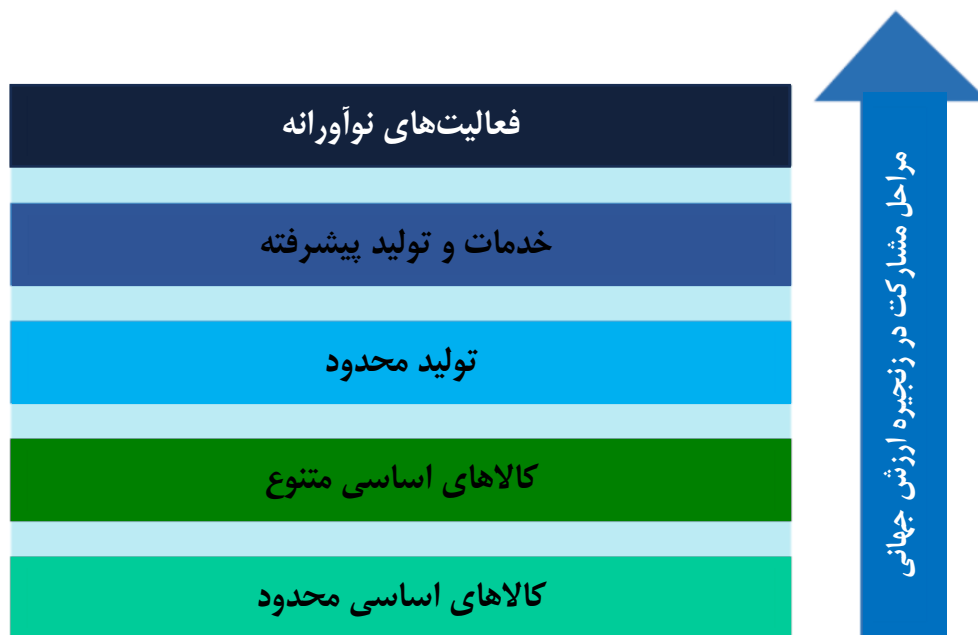 فعالیت‌های نوآورانه
خدمات و تولید پیشرفته
تولید محدود
کالاهای اساسی متنوع
کالاهای اساسی محدود
مراحل مشارکت در زنجیره ارزش جهانی